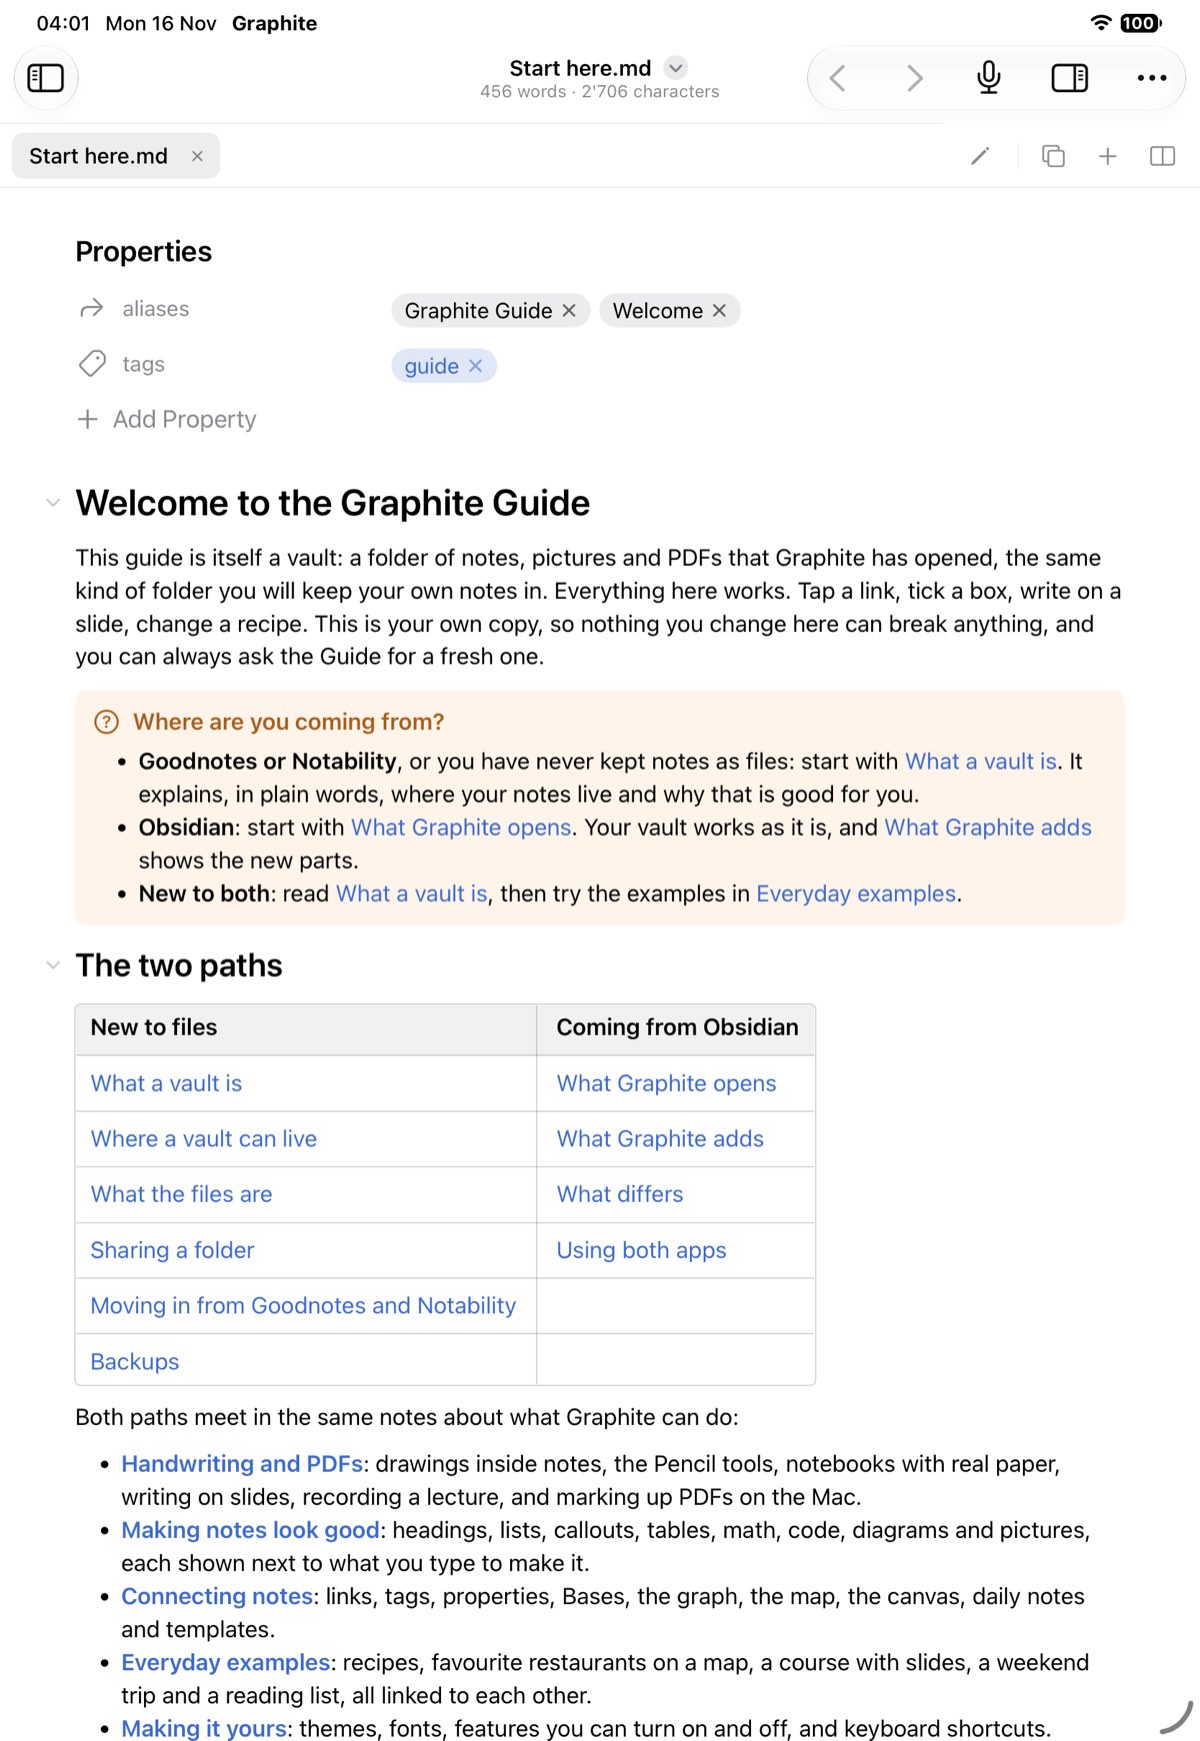 04:01 Mon 16 Nov Graphite
100
Start here.md
456 words · 2'706 characters
Start here.md
Properties
aliases Graphite Guide Welcome
tags guide
Add Property
Welcome to the Graphite Guide
This guide is itself a vault: a folder of notes, pictures and PDFs that Graphite has opened, the same
kind of folder you will keep your own notes in. Everything here works. Tap a link, tick a box, write on a
slide, change a recipe. This is your own copy, so nothing you change here can break anything, and
you can always ask the Guide for a fresh one.
Where are you coming from?
• Goodnotes or Notability, or you have never kept notes as files: start with What a vault is. It
explains, in plain words, where your notes live and why that is good for you.
• Obsidian: start with What Graphite opens. Your vault works as it is, and What Graphite adds
shows the new parts.
• New to both: read What a vault is, then try the examples in Everyday examples.
The two paths
New to files Coming from Obsidian
What a vault is What Graphite opens
Where a vault can live What Graphite adds
What the files are What differs
Sharing a folder Using both apps
Moving in from Goodnotes and Notability
Backups
Both paths meet in the same notes about what Graphite can do:
• Handwriting and PDFs: drawings inside notes, the Pencil tools, notebooks with real paper,
writing on slides, recording a lecture, and marking up PDFs on the Mac.
• Making notes look good: headings, lists, callouts, tables, math, code, diagrams and pictures,
each shown next to what you type to make it.
• Connecting notes: links, tags, properties, Bases, the graph, the map, the canvas, daily notes
and templates.
• Everyday examples: recipes, favourite restaurants on a map, a course with slides, a weekend
trip and a reading list, all linked to each other.
• Making it yours: themes, fonts, features you can turn on and off, and keyboard shortcuts.